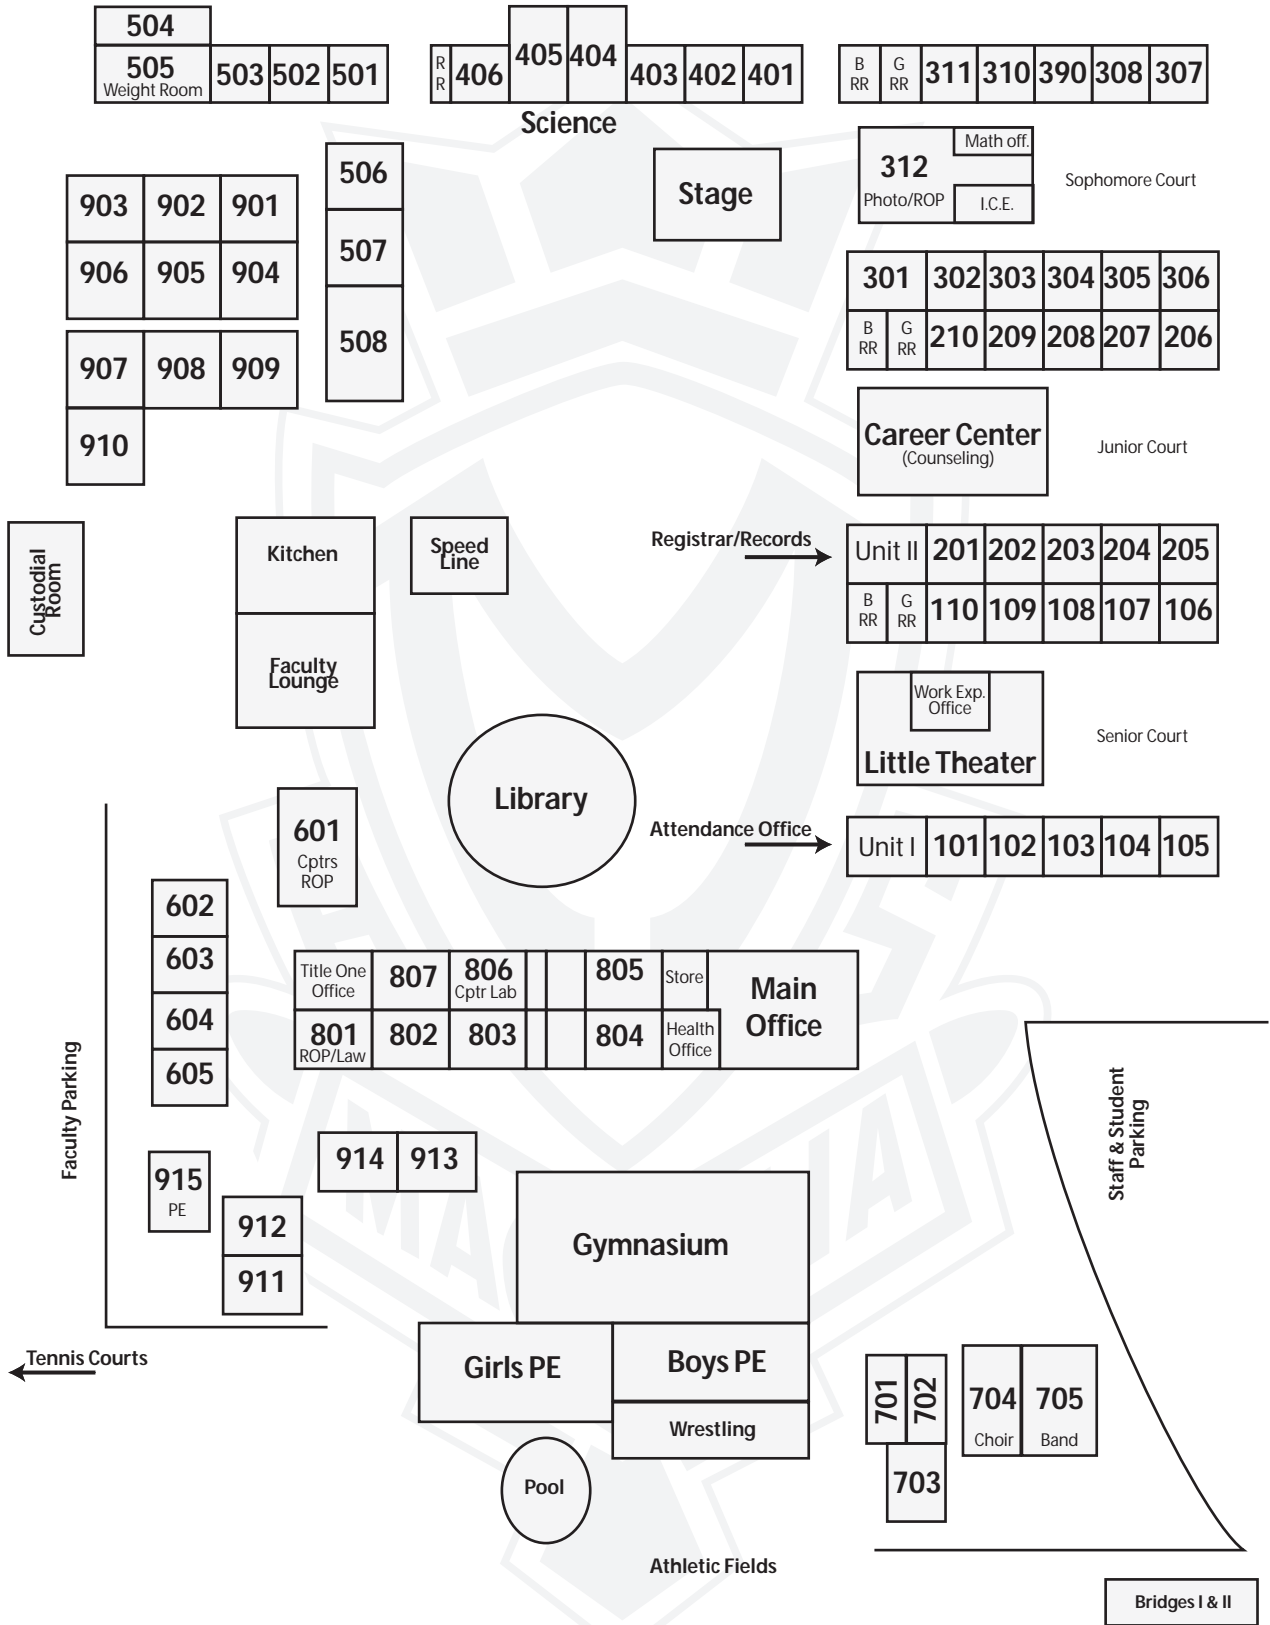 504
505
Weight Room
503 502 501
R
R
406 405 404 403 402 401
Science
B
RR
G
RR
311 310 390 308 307
Math off.
312
Photo/ROP
I.C.E.
Sophomore Court
Stage
506
507
508
903 902 901
906 905 904
907 908 909
910
301 302 303 304 305 306
B
RR
G
RR
210 209 208 207 206
Career Center
(Counseling)
Junior Court
Custodial
Room
Kitchen
Faculty
Lounge
Speed
Line
Registrar/Records
Unit II 201 202 203 204 205
B
RR
G
RR
110 109 108 107 106
Work Exp.
Office
Little Theater
Senior Court
Library
Attendance Office
Unit I 101 102 103 104 105
601
Cptrs
ROP
602
603
604
605
Faculty Parking
Title One
Office
807
806
Cptr Lab
805
Store
Main
Office
801
ROP/Law
802 803 804
Health
Office
Staff & Student
Parking
914 913
915
PE
912
911
Gymnasium
Girls PE
Boys PE
Wrestling
Tennis Courts
Pool
701 702
703
704
Choir
705
Band
Athletic Fields
Bridges I & II